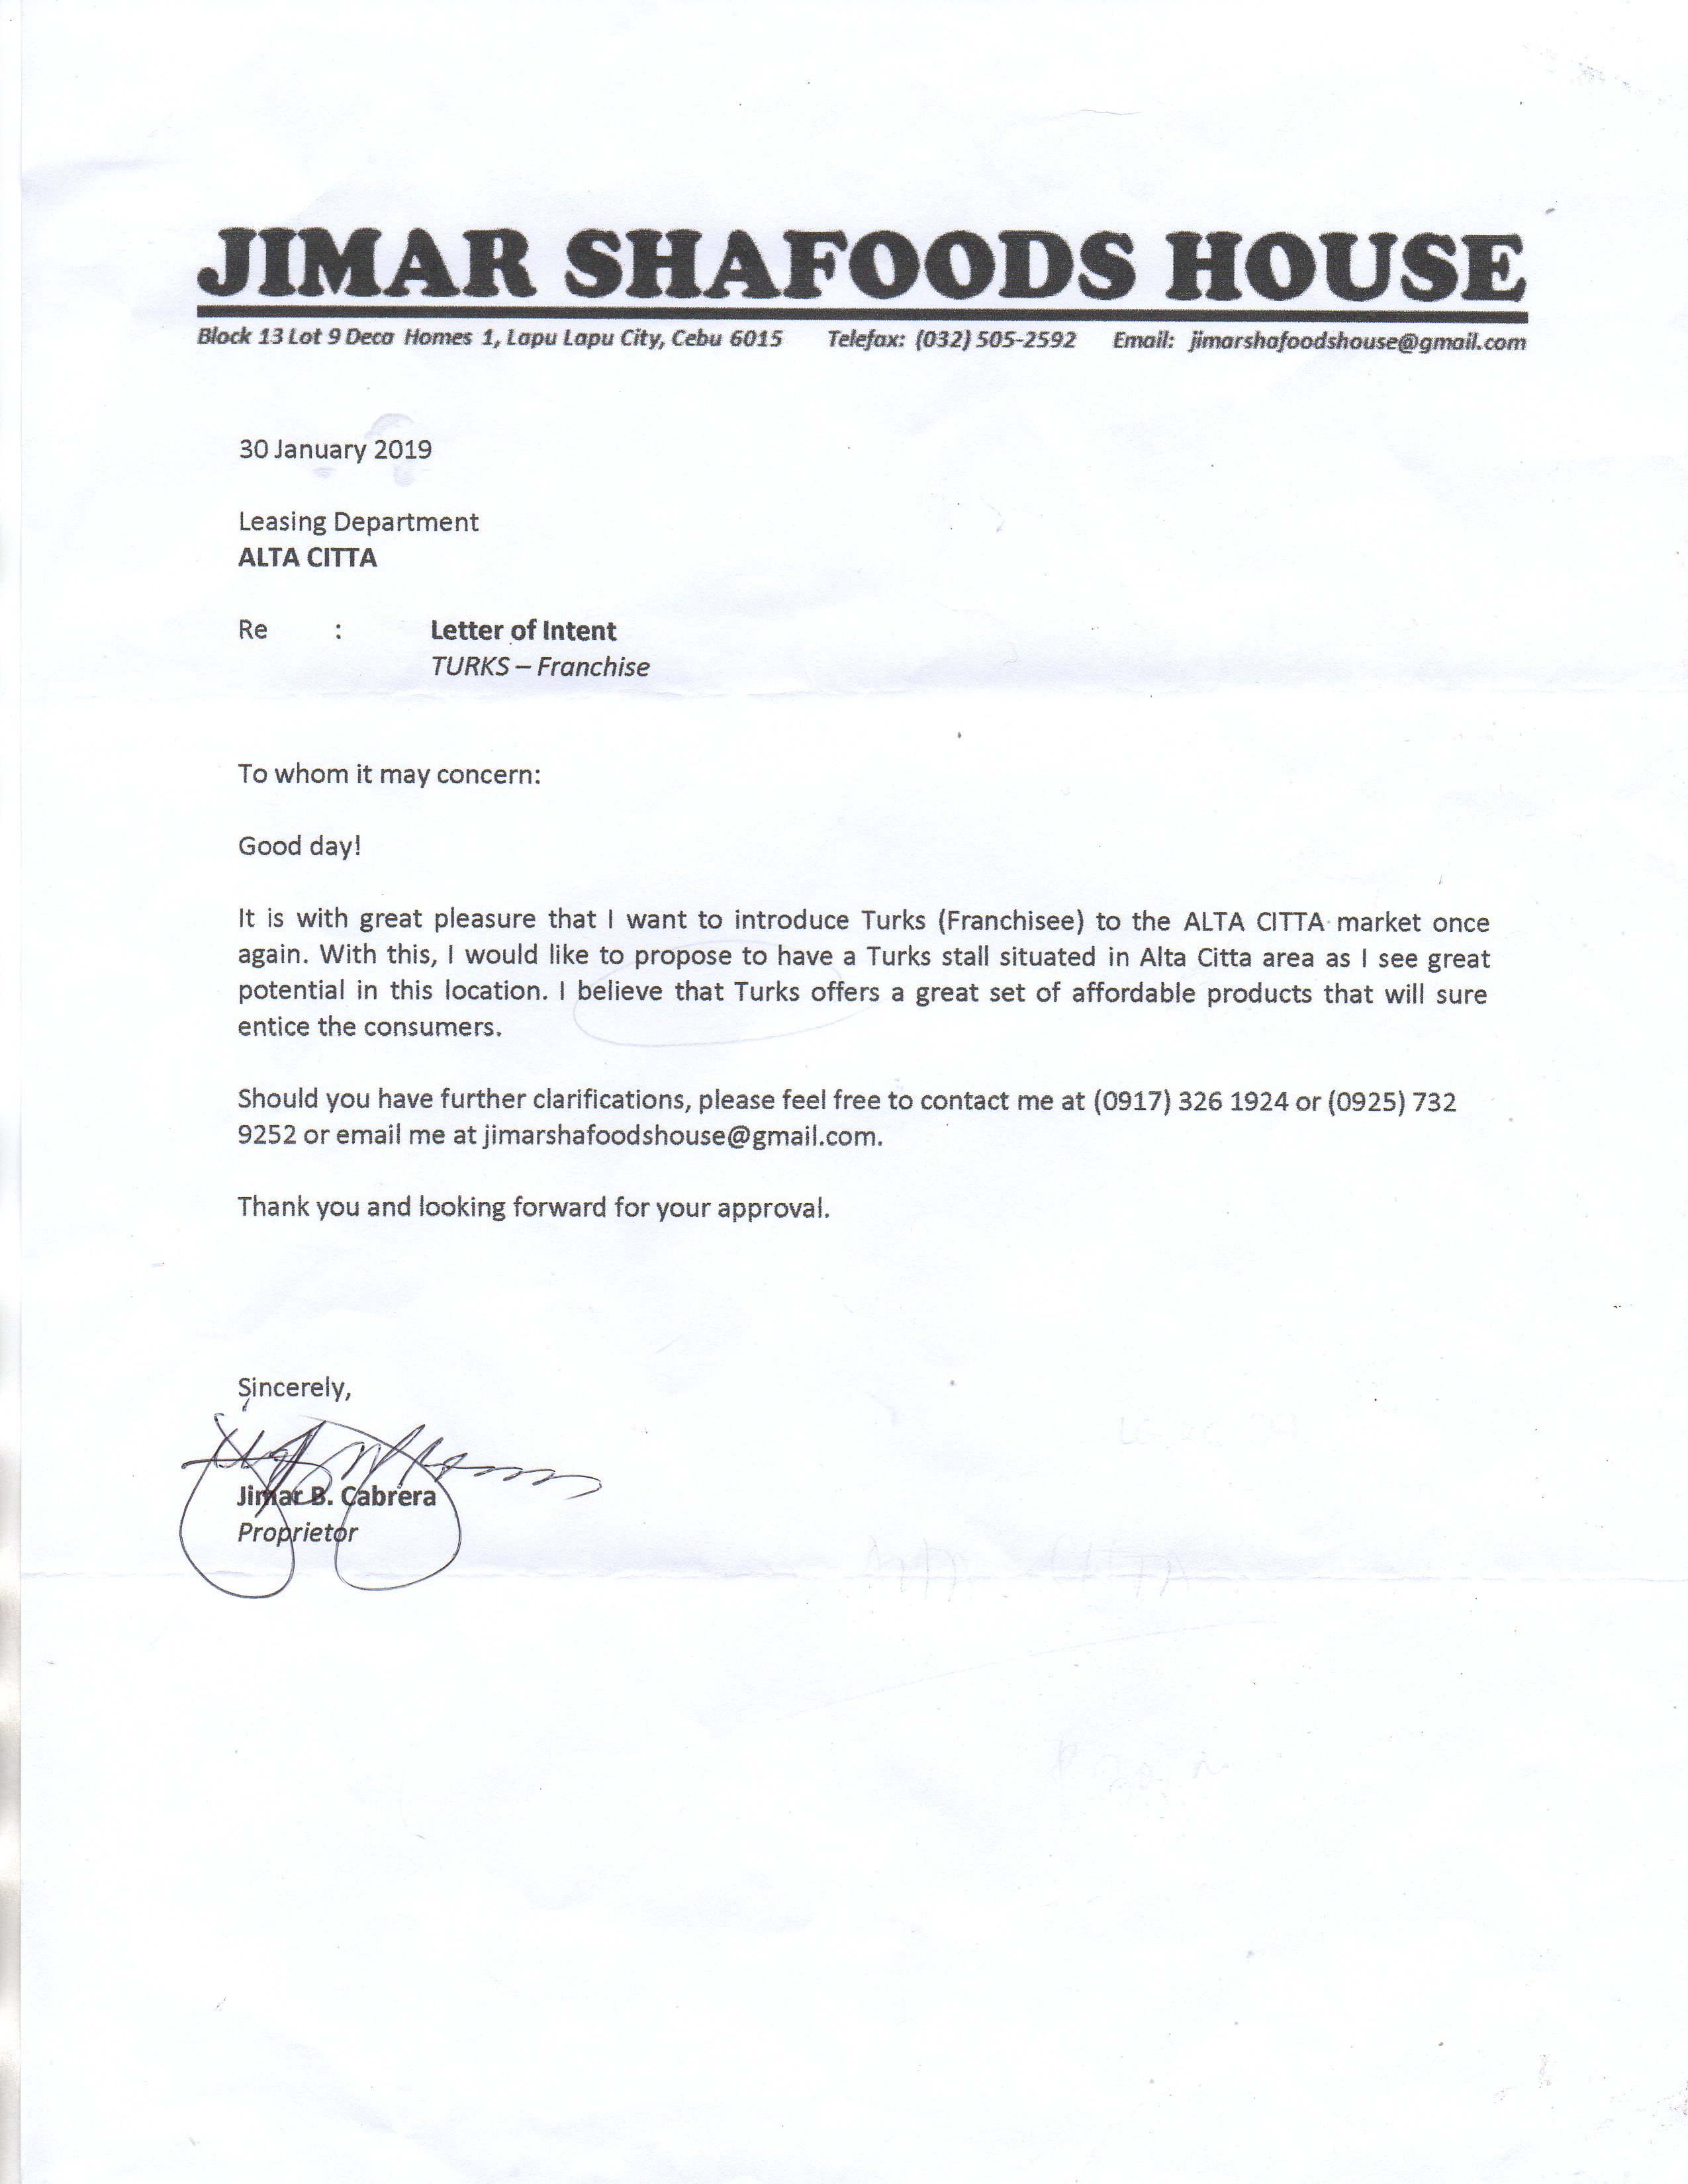 JIMAR SHAFOODS HOUSE
Block 13 Lot 9 Deca Homes 1, Lapu Lapu City, Cebu 6015 Telefax: (032) 505-2592 Email: jimarshafoodshouse@gmail.com
30 January 2019
Leasing Department
ALTA CITTA
Re : Letter of Intent
TURKS – Franchise
To whom it may concern:
Good day!
It is with great pleasure that I want to introduce Turks (Franchisee) to the ALTA CITTA market once
again. With this, I would like to propose to have a Turks stall situated in Alta Citta area as I see great
potential in this location. I believe that Turks offers a great set of affordable products that will sure
entice the consumers.
Should you have further clarifications, please feel free to contact me at (0917) 326 1924 or (0925) 732
9252 or email me at jimarshafoodshouse@gmail.com.
Thank you and looking forward for your approval.
Sincerely,
Jimar B. Cabrera
Proprietor